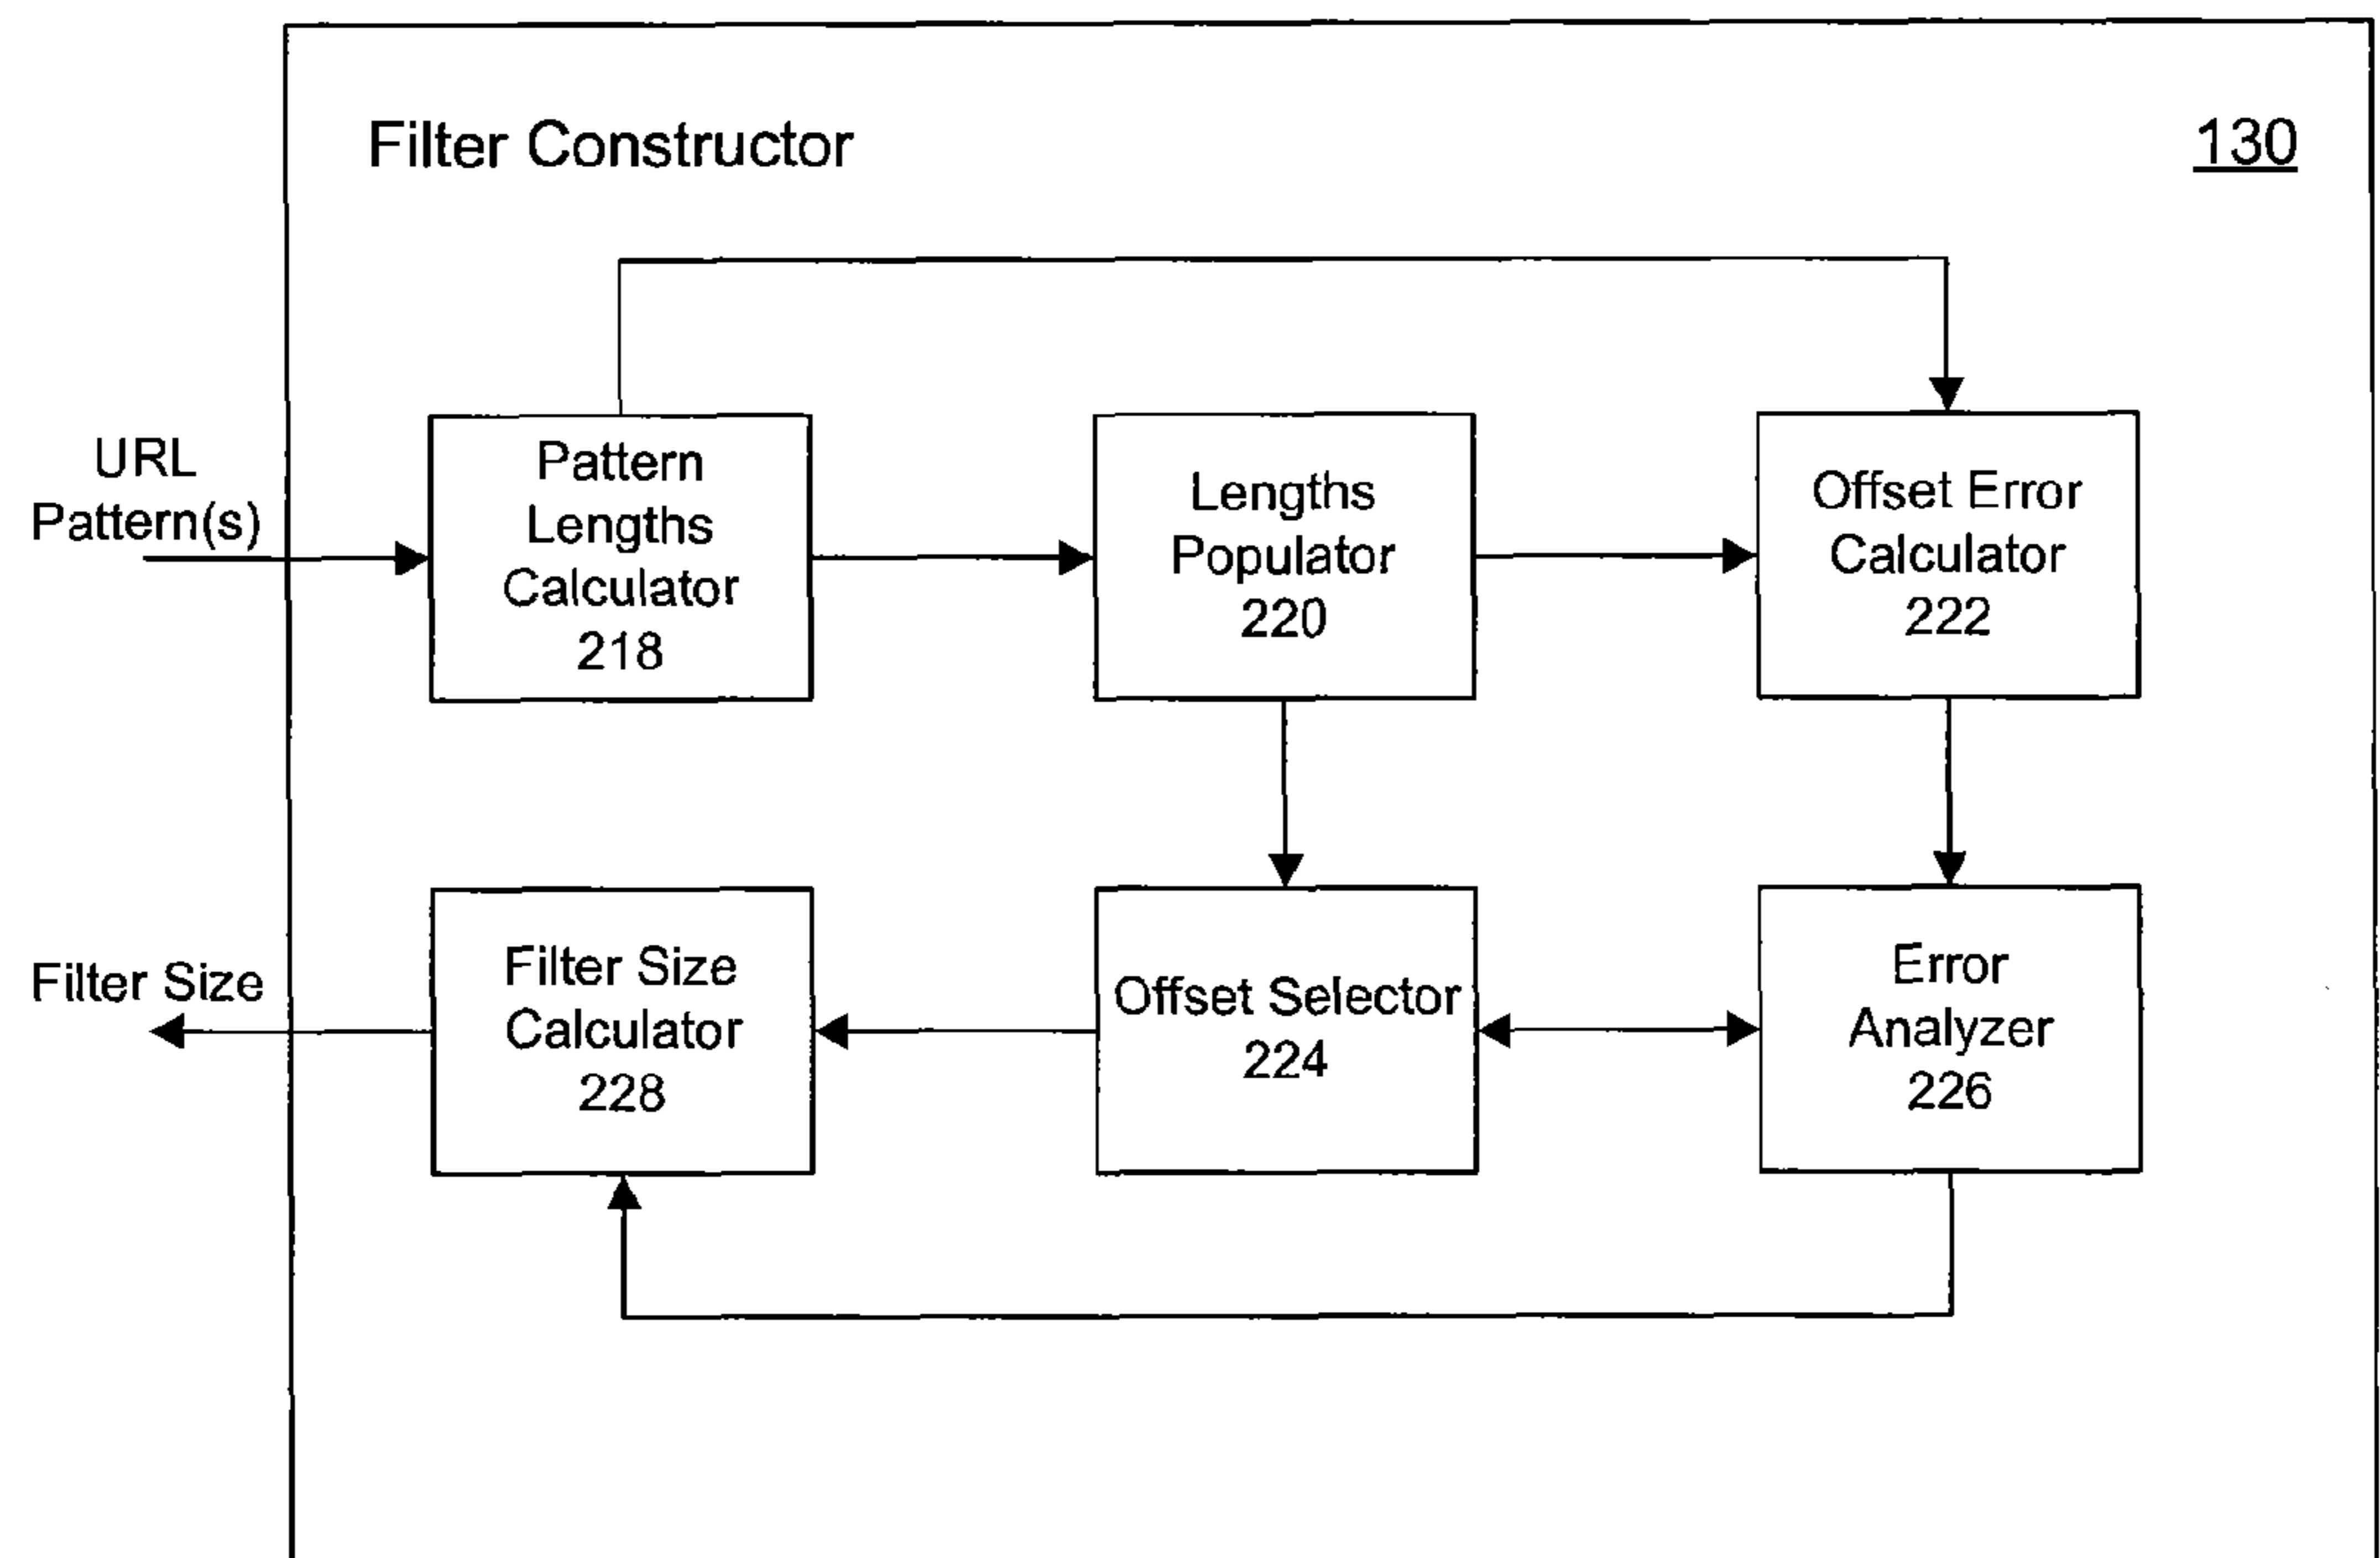 Filter Constructor
130
URL
Pattern(s)
Pattern
Lengths
Calculator
218
Lengths
Populator
220
Offset Error
Calculator
222
Filter Size
Filter Size
Calculator
228
Offset Selector
224
Error
Analyzer
226